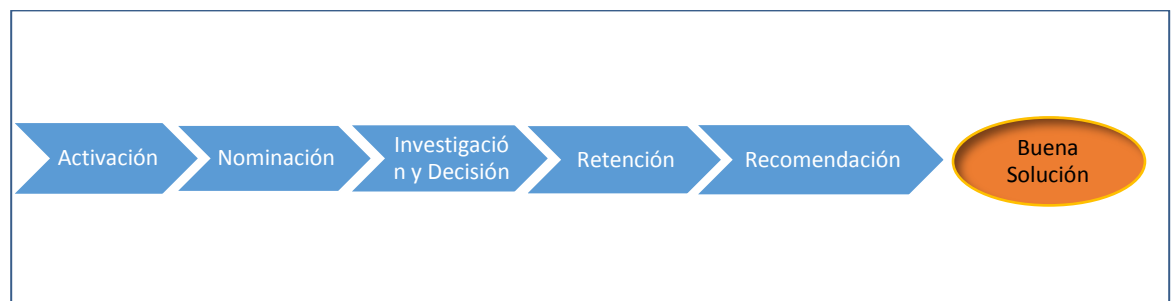 Activación
Nominación
Investigació
n y Decisión
Retención
Recomendación
Buena
Solución